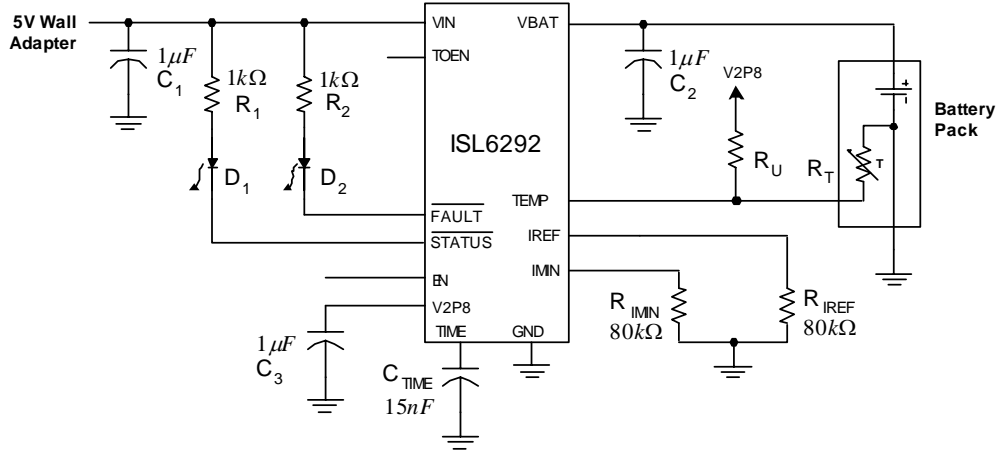 5V Wall
Adapter
VIN
VBAT
TOEN
1μF
C1
1kΩ
R1
1kΩ
R2
1μF
C2
V2P8
Battery
Pack
ISL6292
RU
RT
T
D1
D2
TEMP
FAULT
STATUS
IREF
IMIN
EN
V2P8
RIMIN
80kΩ
RIREF
80kΩ
TIME
GND
1μF
C3
CTIME
15nF